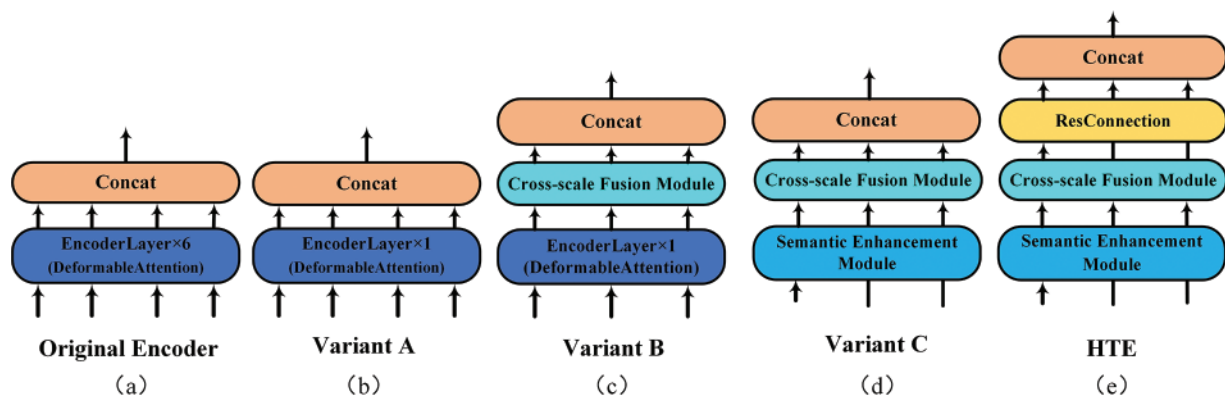 Concat
EncoderLayer×6
(DeformableAttention)
Original Encoder
(a)
Concat
EncoderLayer×1
(DeformableAttention)
Variant A
(b)
Concat
Cross-scale Fusion Module
EncoderLayer×1
(DeformableAttention)
Variant B
(c)
Concat
Cross-scale Fusion Module
Semantic Enhancement
Module
Variant C
(d)
Concat
ResConnection
Cross-scale Fusion Module
Semantic Enhancement
Module
HTE
(e)